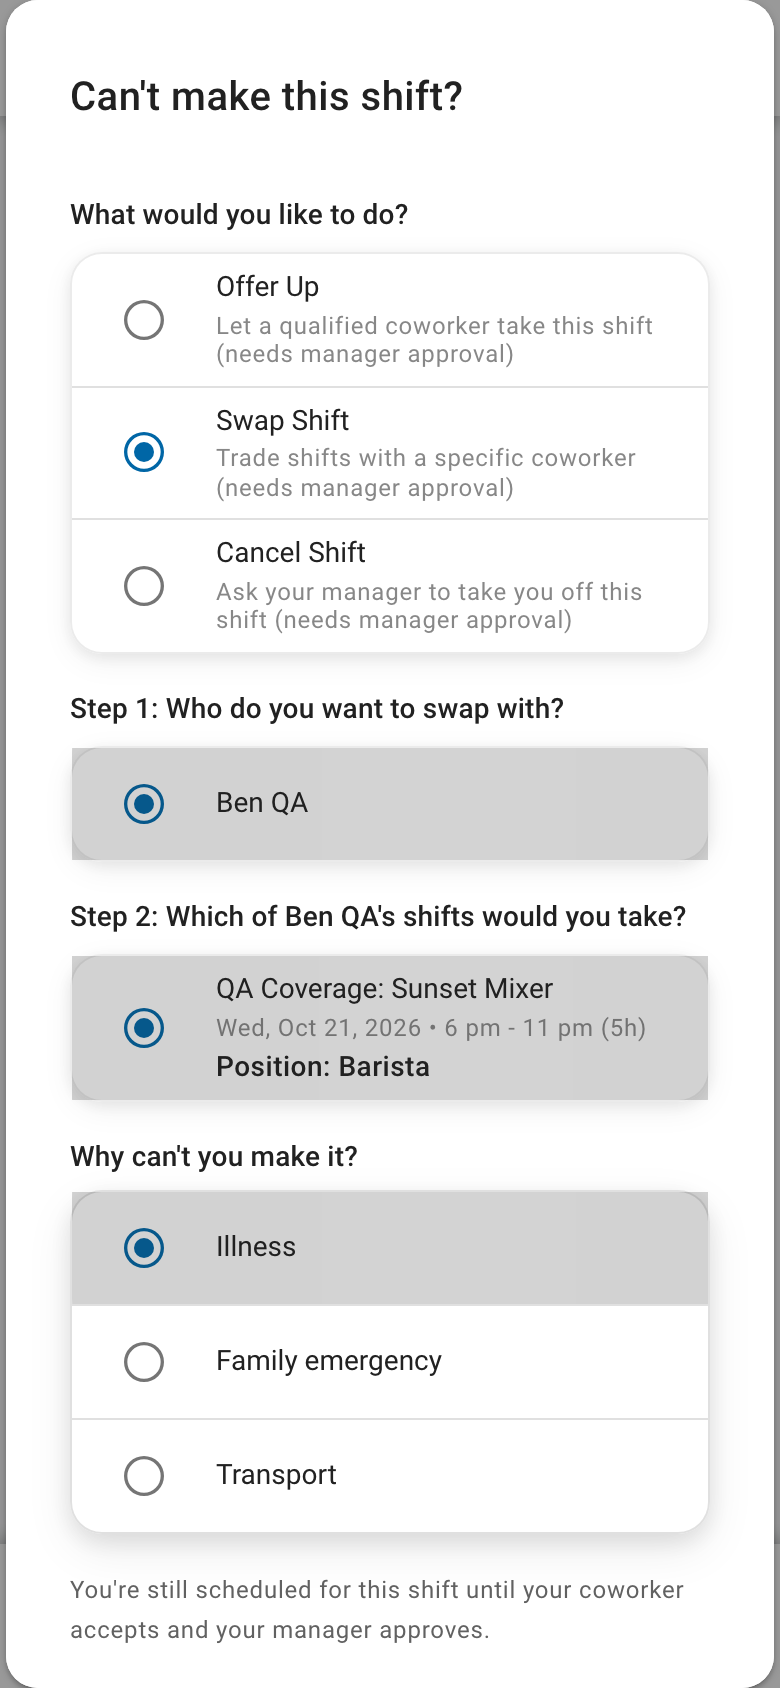 Can't make this shift?
What would you like to do?
Offer Up
Let a qualified coworker take this shift
(needs manager approval)
Swap Shift
Trade shifts with a specific coworker
(needs manager approval)
Cancel Shift
Ask your manager to take you off this
shift (needs manager approval)
Step 1: Who do you want to swap with?
Ben QA
Step 2: Which of Ben QA's shifts would you take?
QA Coverage: Sunset Mixer
Wed, Oct 21, 2026 • 6 pm - 11 pm (5h)
Position: Barista
Why can't you make it?
Illness
Family emergency
Transport
You're still scheduled for this shift until your coworker
accepts and your manager approves.